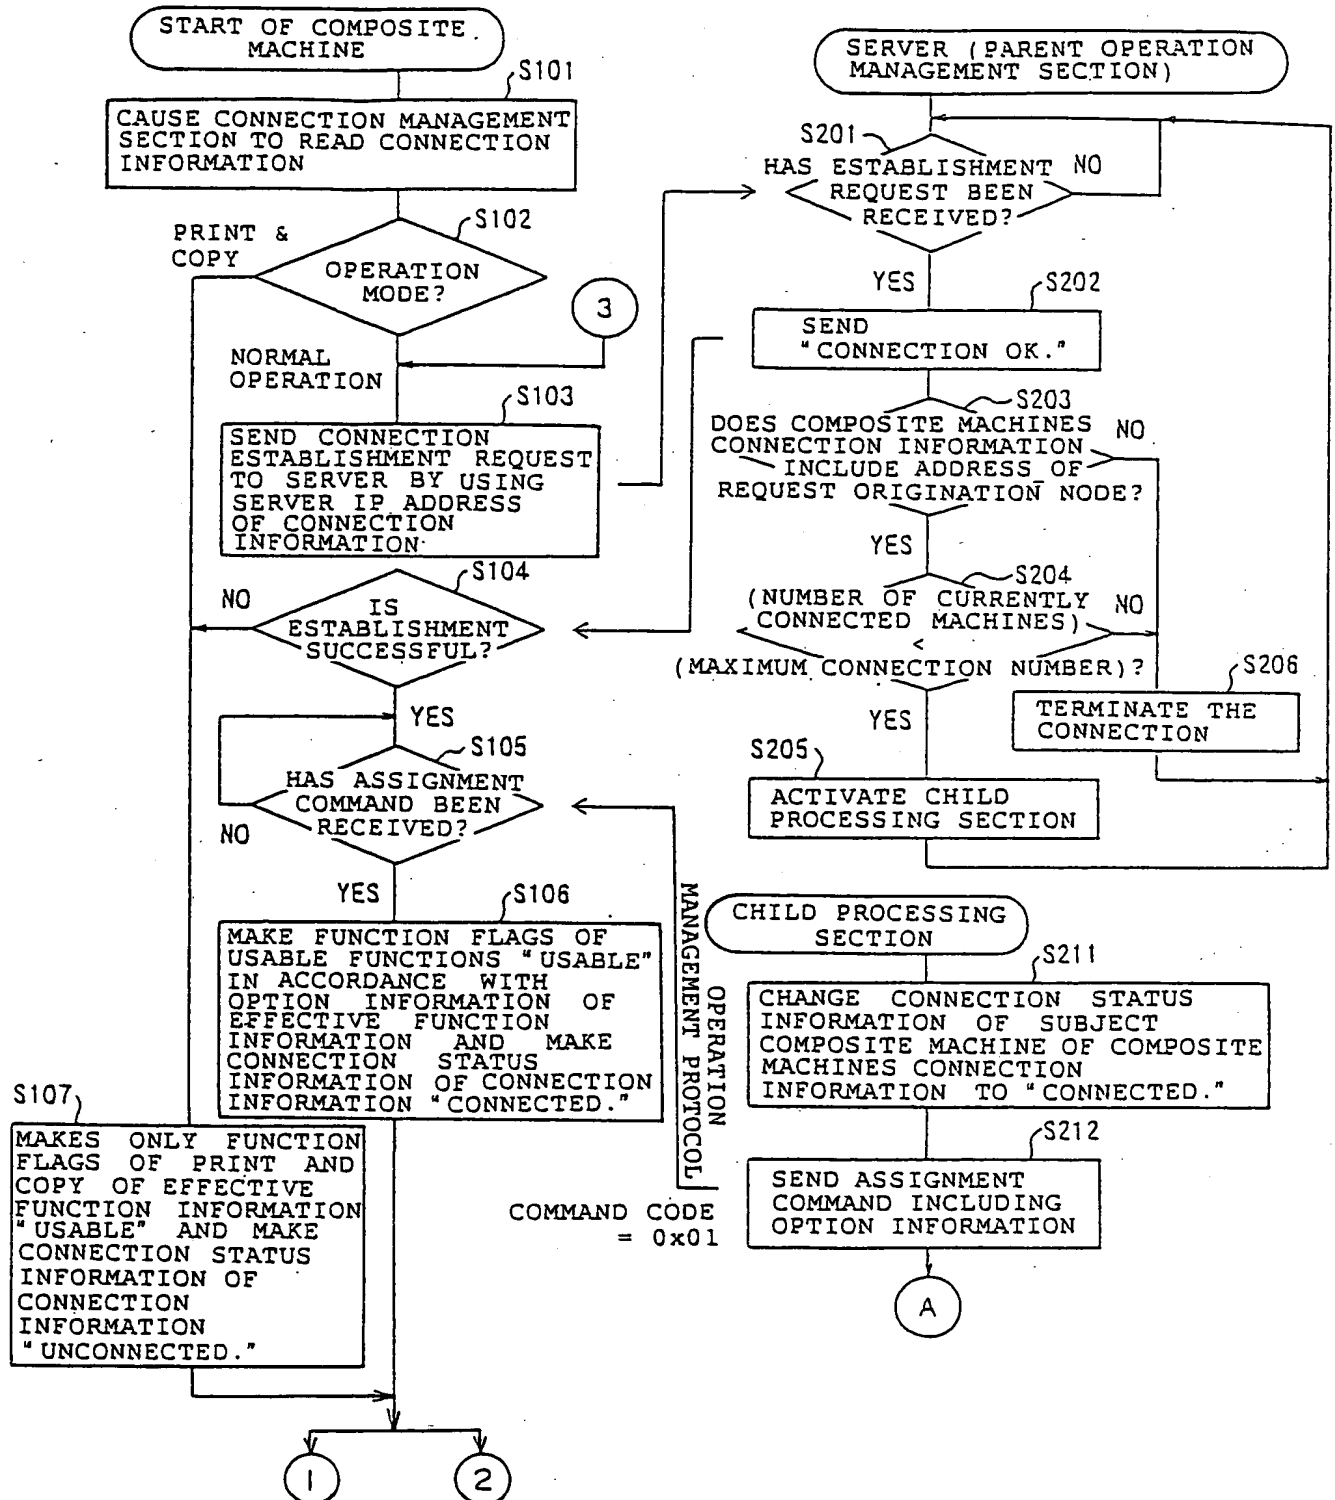 START OF COMPOSITE
MACHINE
S101
CAUSE CONNECTION MANAGEMENT
SECTION TO READ CONNECTION
INFORMATION
S102
PRINT &
COPY
OPERATION
MODE?
3
NORMAL
OPERATION
S103
SEND CONNECTION
ESTABLISHMENT REQUEST
TO SERVER BY USING
SERVER IP ADDRESS
OF CONNECTION
INFORMATION
S104
NO
IS
ESTABLISHMENT
SUCCESSFUL?
YES
S105
HAS ASSIGNMENT
COMMAND BEEN
RECEIVED?
NO
YES
S106
MAKE FUNCTION FLAGS OF
USABLE FUNCTIONS "USABLE"
IN ACCORDANCE WITH
OPTION INFORMATION OF
EFFECTIVE FUNCTION
INFORMATION AND MAKE
CONNECTION STATUS
INFORMATION OF CONNECTION
INFORMATION "CONNECTED."
S107
MAKES ONLY FUNCTION
FLAGS OF PRINT AND
COPY OF EFFECTIVE
FUNCTION INFORMATION
"USABLE" AND MAKE
CONNECTION STATUS
INFORMATION OF
CONNECTION
INFORMATION
"UNCONNECTED."
1
2
SERVER (PARENT OPERATION
MANAGEMENT SECTION)
S201
HAS ESTABLISHMENT
REQUEST BEEN
RECEIVED?
NO
YES
S202
SEND
"CONNECTION OK."
S203
DOES COMPOSITE MACHINES
CONNECTION INFORMATION
INCLUDE ADDRESS OF
REQUEST ORIGINATION NODE?
NO
YES
S204
(NUMBER OF CURRENTLY
CONNECTED MACHINES)
<
(MAXIMUM CONNECTION NUMBER)?
NO
YES
S206
TERMINATE THE
CONNECTION
S205
ACTIVATE CHILD
PROCESSING SECTION
OPERATION
MANAGEMENT PROTOCOL
COMMAND CODE
= 0x01
CHILD PROCESSING
SECTION
S211
CHANGE CONNECTION STATUS
INFORMATION OF SUBJECT
COMPOSITE MACHINE OF COMPOSITE
MACHINES CONNECTION
INFORMATION TO "CONNECTED."
S212
SEND ASSIGNMENT
COMMAND INCLUDING
OPTION INFORMATION
A